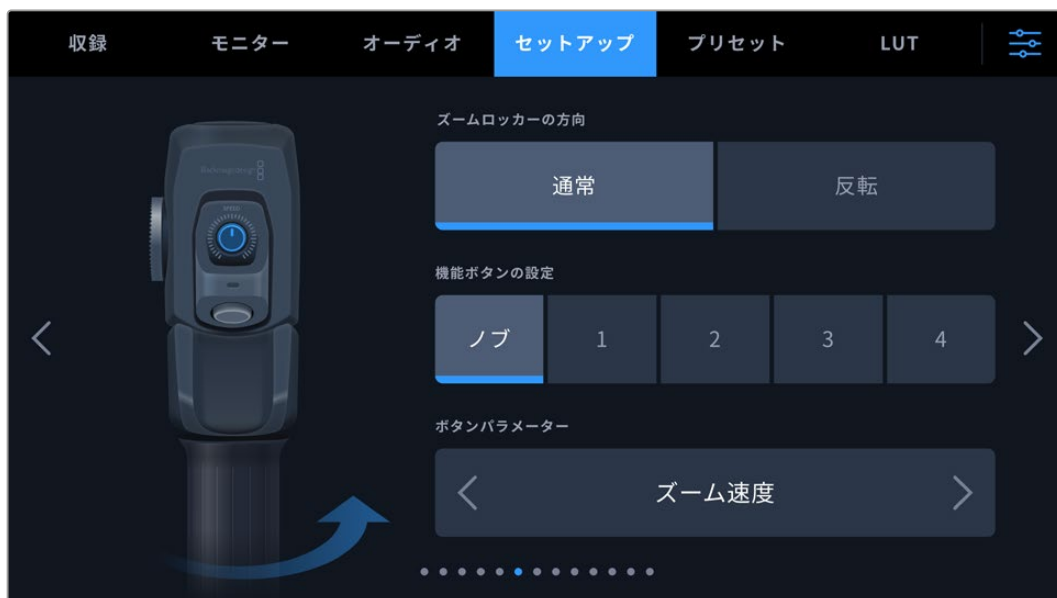 収録 モニター オーディオ セットアップ プリセット LUT
ズームロッカーの方向
通常 反転
機能ボタンの設定
ノブ 1 2 3 4
ボタンパラメーター
ズーム速度
Blackmagicdesign
SPEED